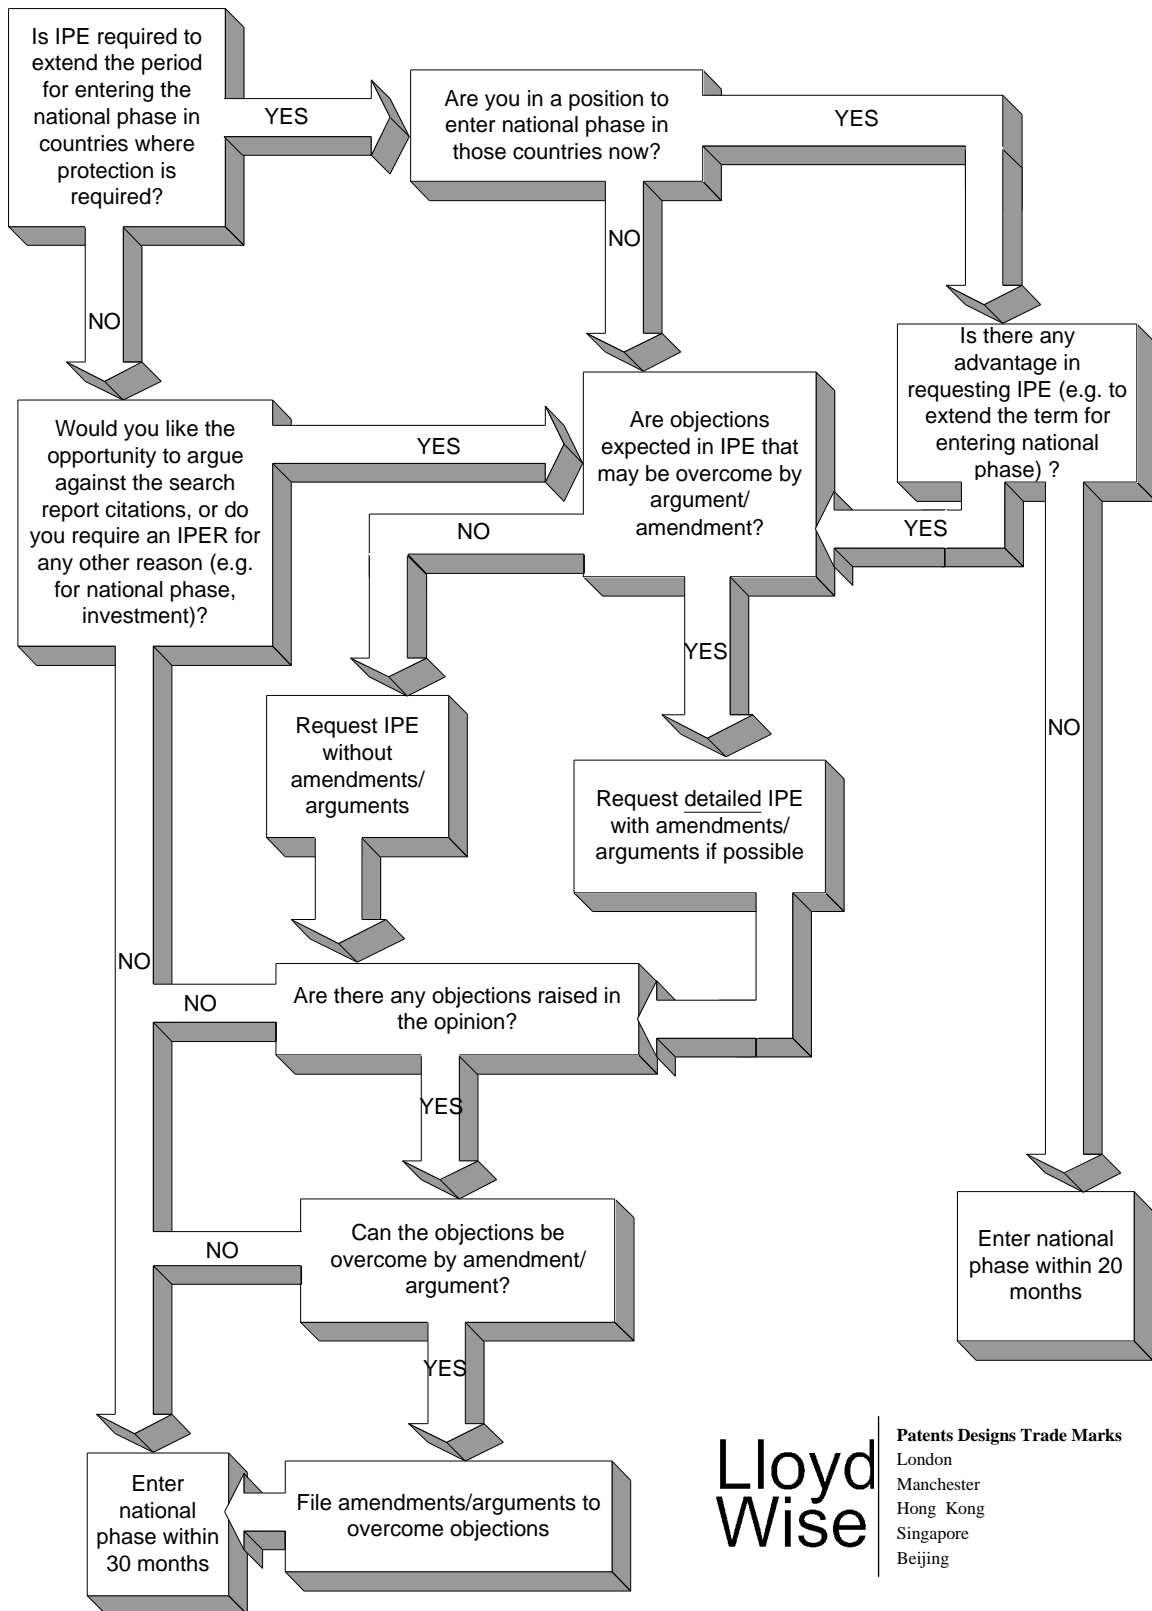 Is IPE required to
extend the period
for entering the
national phase in
countries where
protection is
required?
YES
Are you in a position to
enter national phase in
those countries now?
YES
NO
NO
Is there any
advantage in
requesting IPE (e.g. to
extend the term for
entering national
phase) ?
Would you like the
opportunity to argue
against the search
report citations, or do
you require an IPER for
any other reason (e.g.
for national phase,
investment)?
YES
Are objections
expected in IPE that
may be overcome by
argument/
amendment?
YES
NO
YES
NO
Request IPE
without
amendments/
arguments
Request detailed IPE
with amendments/
arguments if possible
NO
NO
Are there any objections raised in
the opinion?
YES
NO
Can the objections be
overcome by amendment/
argument?
Enter national
phase within 20
months
YES
Enter
national
phase within
30 months
File amendments/arguments to
overcome objections
Lloyd
Wise
Patents Designs Trade Marks
London
Manchester
Hong Kong
Singapore
Beijing